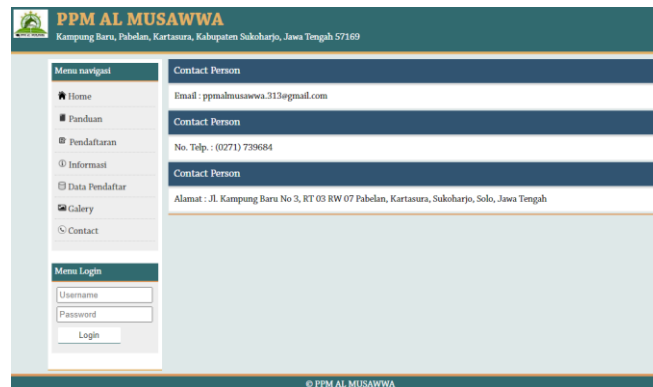 PPM AL MUSAWWA
Kampung Baru, Pabelan, Kartasura, Kabupaten Sukoharjo, Jawa Tengah 57169
Menu navigasi
Home
Panduan
Pendaftaran
Informasi
Data Pendaftar
Galery
Contact
Menu Login
Username
Password
Login
Contact Person
Email : ppmalmusawwa.313@gmail.com
Contact Person
No. Telp. : (0271) 739684
Contact Person
Alamat : Jl. Kampung Baru No 3, RT 03 RW 07 Pabelan, Kartasura, Sukoharjo, Solo, Jawa Tengah
© PPM AL MUSAWWA